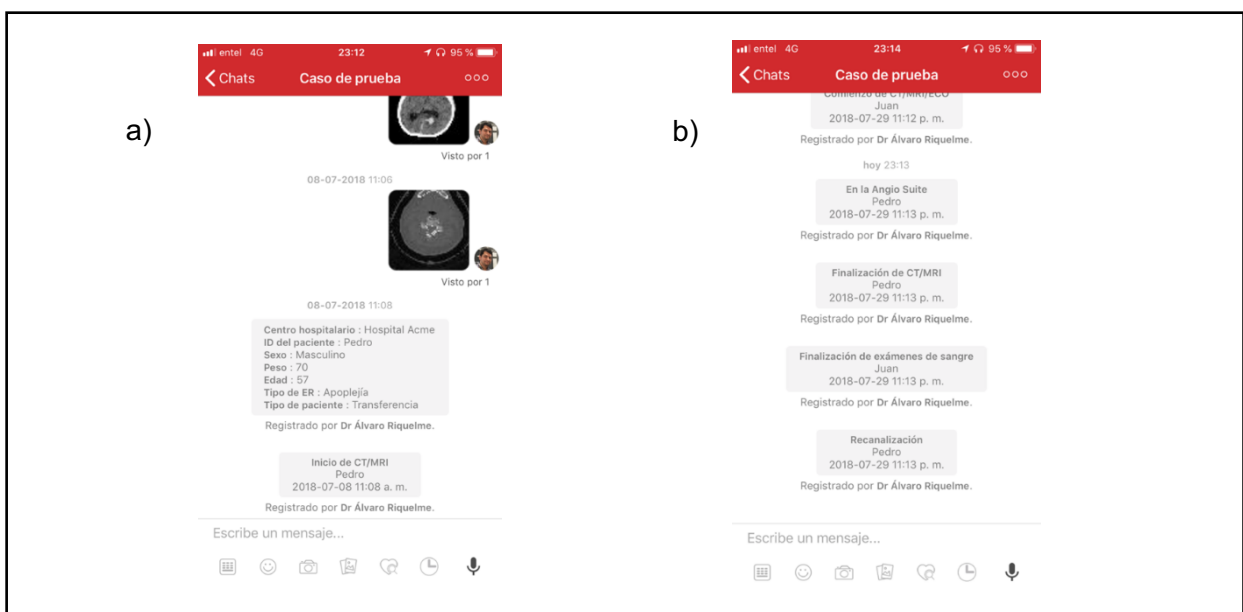 a)
entel 4G 23:12 95 %
Chats Caso de prueba
Visto por 1
08-07-2018 11:06
Visto por 1
08-07-2018 11:08
Centro hospitalario : Hospital Acme
ID del paciente : Pedro
Sexo : Masculino
Peso : 70
Edad : 57
Tipo de ER : Apoplejía
Tipo de paciente : Transferencia
Registrado por Dr Álvaro Riquelme.
Inicio de CT/MRI
Pedro
2018-07-08 11:08 a. m.
Registrado por Dr Álvaro Riquelme.
Escribe un mensaje...
b)
entel 4G 23:14 95 %
Chats Caso de prueba
Comienzo de CT/MRI/ECO
Juan
2018-07-29 11:12 p. m.
Registrado por Dr Álvaro Riquelme.
hoy 23:13
En la Angio Suite
Pedro
2018-07-29 11:13 p. m.
Registrado por Dr Álvaro Riquelme.
Finalización de CT/MRI
Pedro
2018-07-29 11:13 p. m.
Registrado por Dr Álvaro Riquelme.
Finalización de exámenes de sangre
Juan
2018-07-29 11:13 p. m.
Registrado por Dr Álvaro Riquelme.
Recanalización
Pedro
2018-07-29 11:13 p. m.
Registrado por Dr Álvaro Riquelme.
Escribe un mensaje...